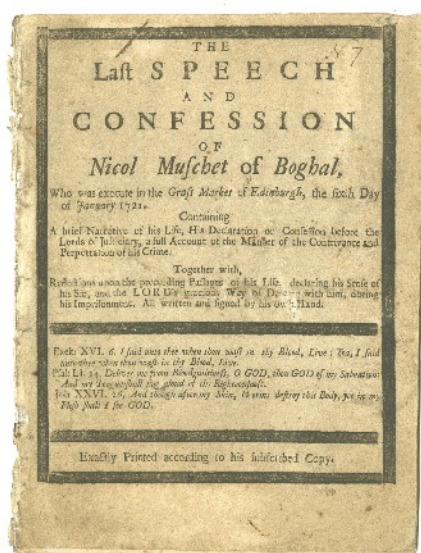 87
THE
Laſt SPEECH
AND
CONFESSION
OF
Nicol Muſchet of Boghal,
Who was execute in the Graſs Market of Edinburgh, the ſixth Day
of January 1721.
Containing
A brief Narrative of his Life, His Declaration or Confeſſion before the
Lords of Juſticiary, a full Account of the Manner of the Contrivance and
Perpetration of his Crime.
Together with,
Reflections upon the preceeding Paſſages of his Life, declaring his Senſe of
his Sin, and the LORD's gracious Way of Dealing with him, during
his Impriſonment. All written and ſigned by his own Hand.
Ezek: XVI. 6. I ſaid unto thee when thou waſt in thy Blood, Live: Yea, I ſaid
unto thee when thou waſt in thy Blood, Live.
Pſal: LI. 14. Deliver me from Bloodguiltineſs, O GOD, thou GOD of my Salvation:
And my Tongue ſhall ſing aloud of thy Righteouſneſs.
Job XXVI. 26, And though after my Skin, Worms deſtroy this Body, yet in my
Fleſh ſhall I ſee GOD.
Exactly Printed according to his ſubſcribed Copy.